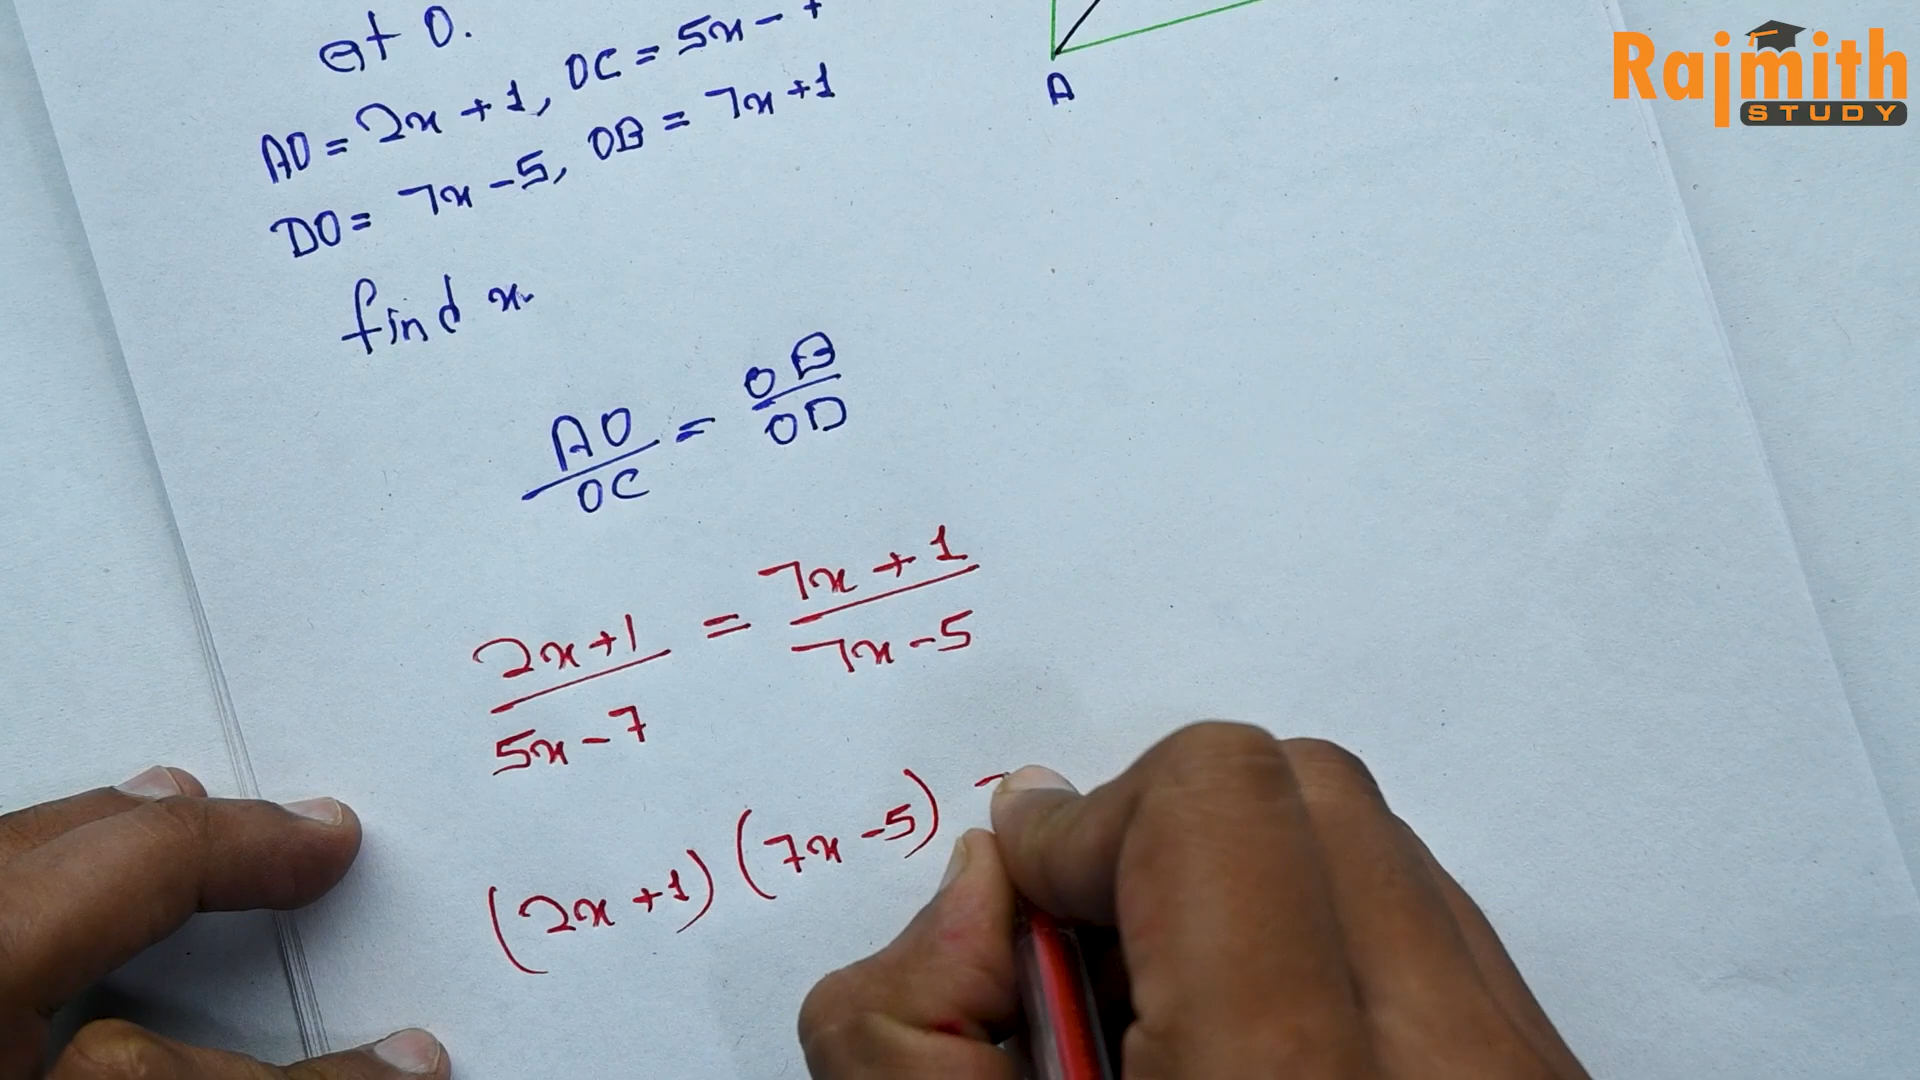 at O.
AO = 2x + 1, OC = 5x -
DO = 7x - 5, OB = 7x + 1
find x.
A
AO/OC = OB/OD
2x+1/5x-7 = 7x+1/7x-5
(2x+1) (7x-5)
Rajmith
STUDY